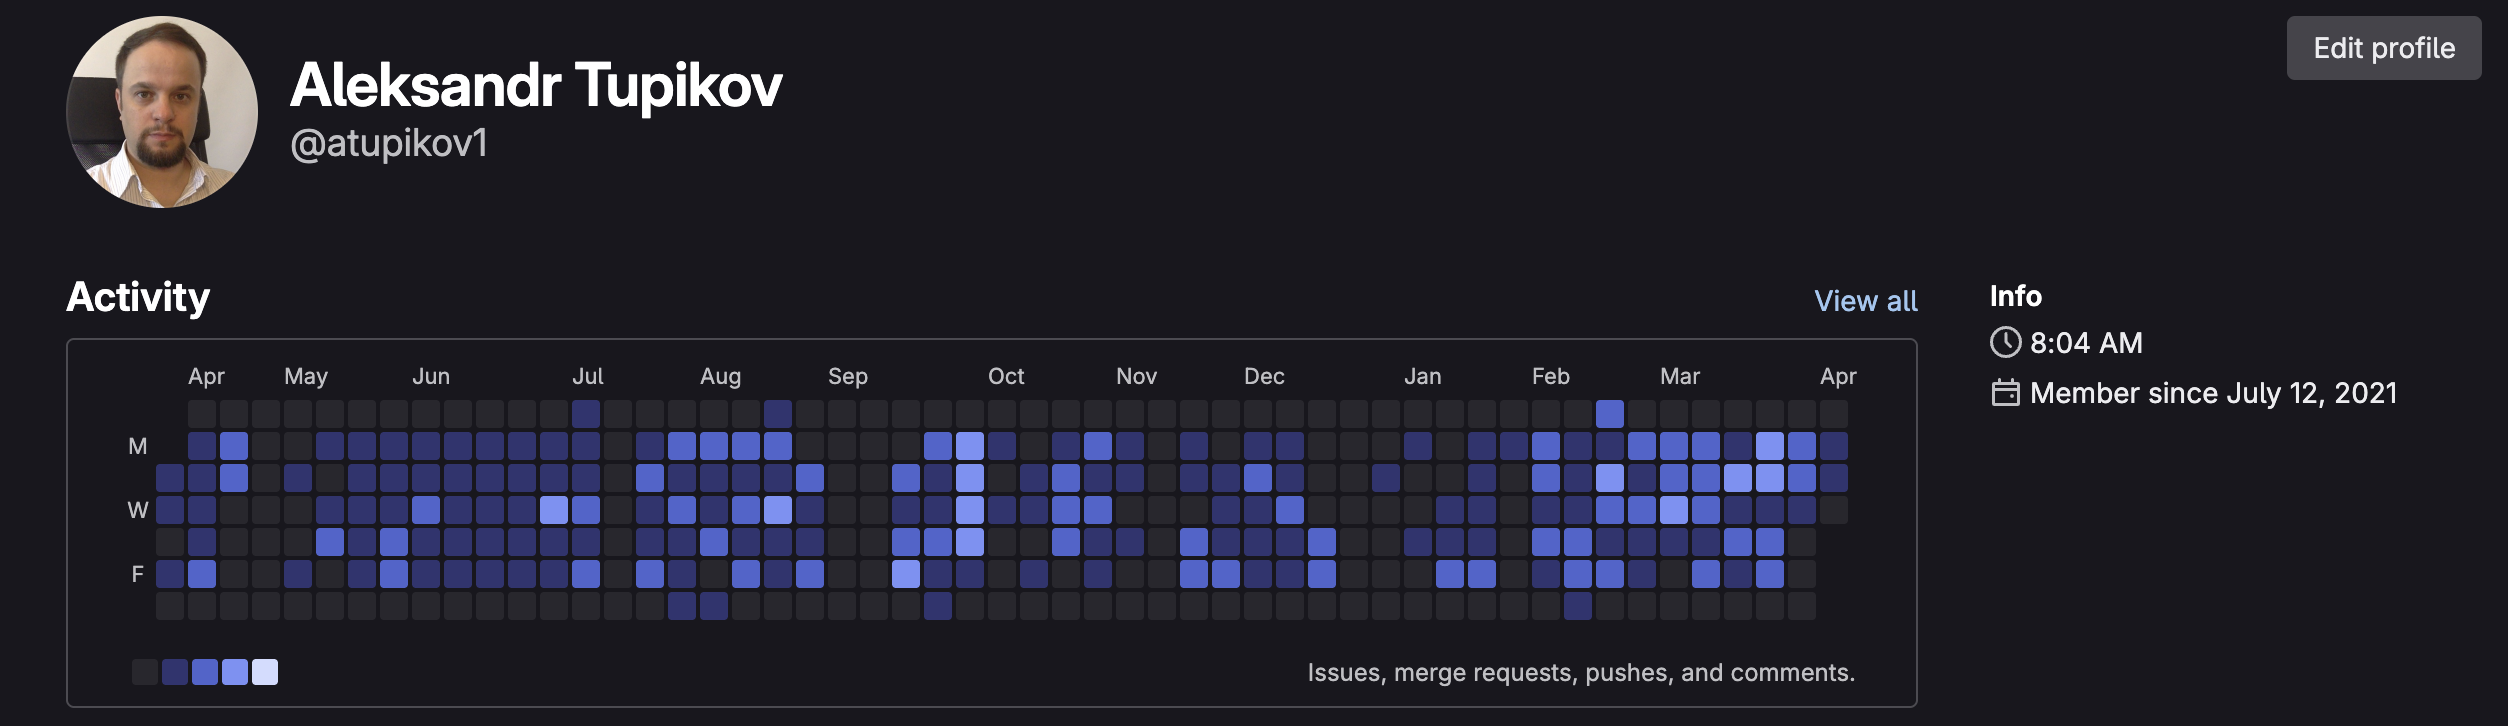 Edit profile
Aleksandr Tupikov
@atupikov1
Activity
View all
Info
8:04 AM
Member since July 12, 2021
Apr May Jun Jul Aug Sep Oct Nov Dec Jan Feb Mar Apr
M
W
F
Issues, merge requests, pushes, and comments.